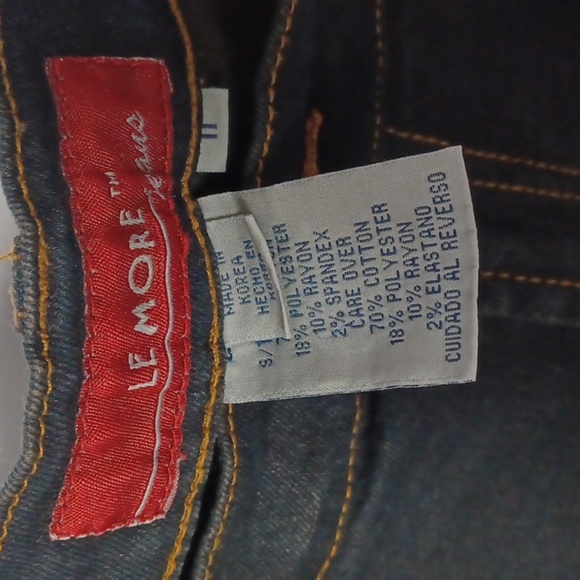 LE MORE™
Jeans
11
MADE IN
KOREA
HECHO EN
18% POLYESTER
10% RAYON
2% SPANDEX
CARE OVER
70% COTTON
18% POLYESTER
10% RAYON
2% ELASTANO
CUIDADO AL REVERSO